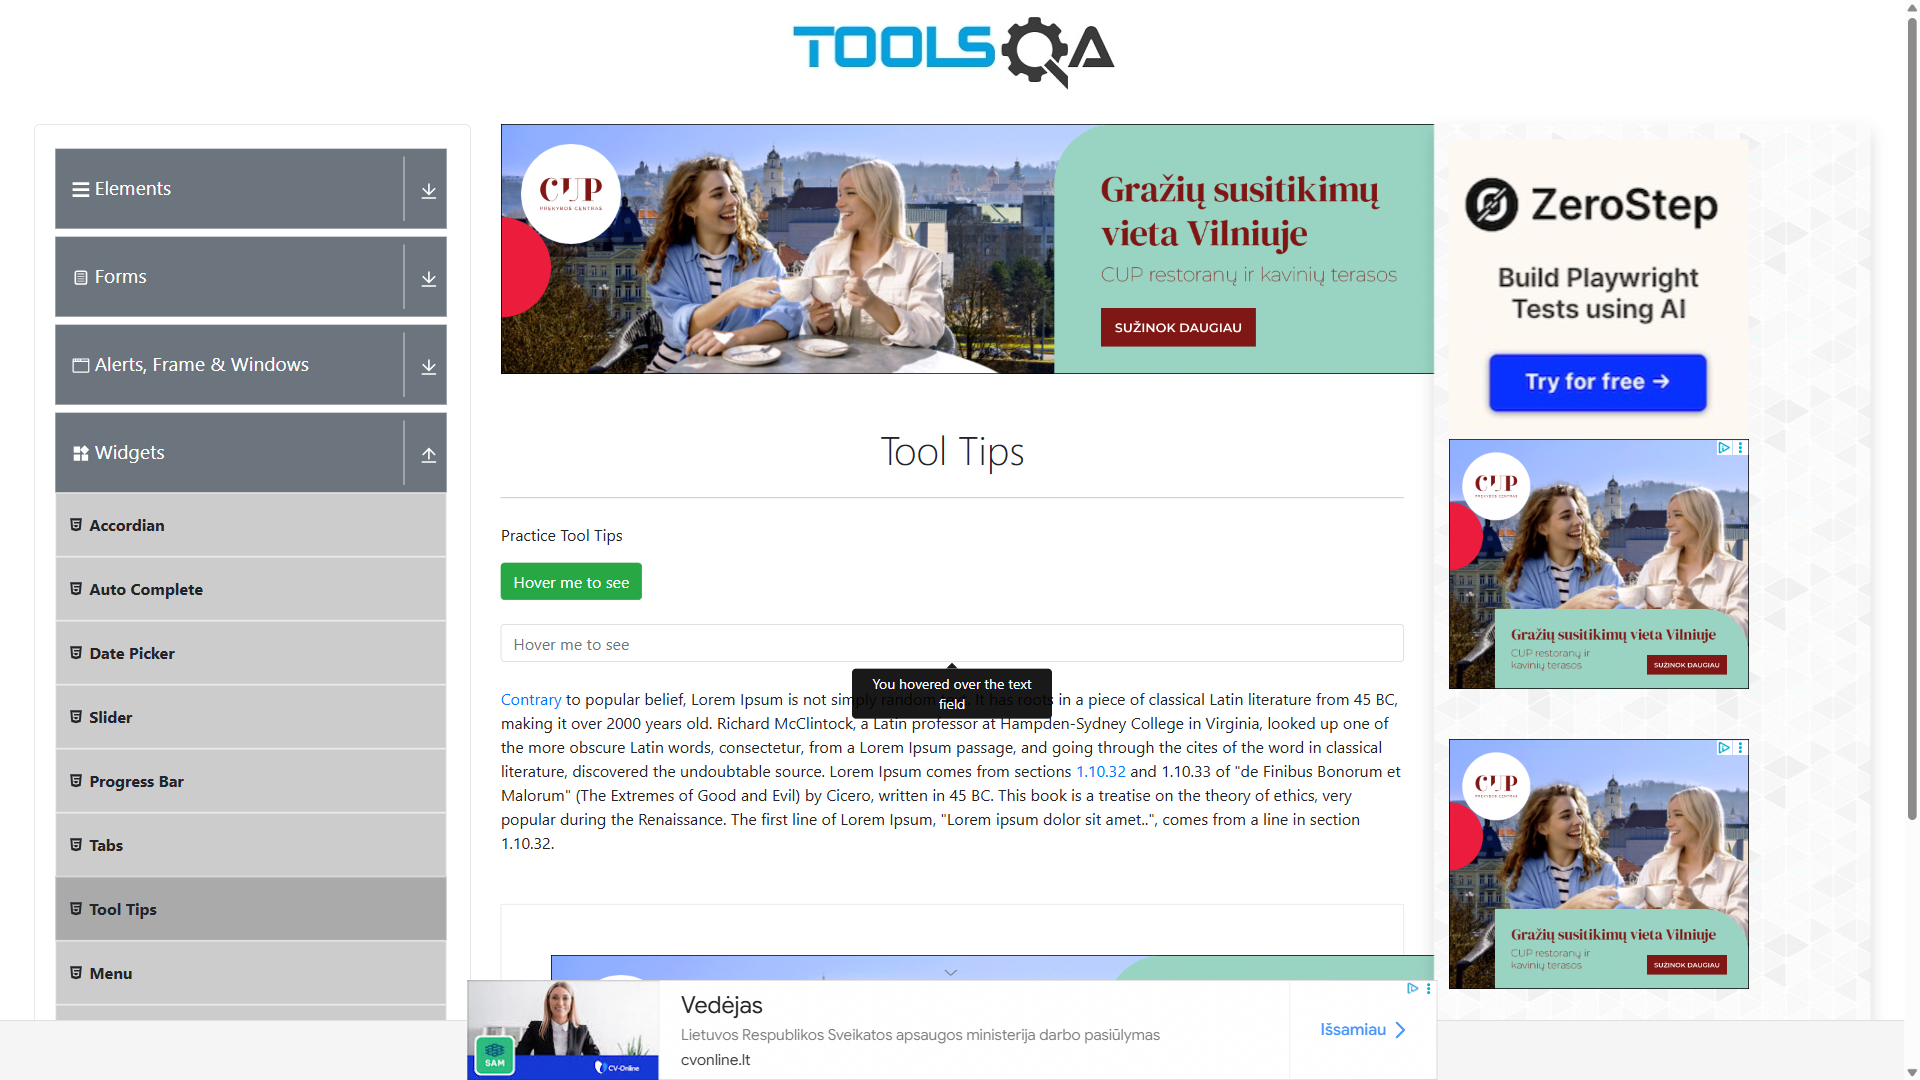 TOOLSQA
Elements
Forms
Alerts, Frame & Windows
Widgets
Accordian
Auto Complete
Date Picker
Slider
Progress Bar
Tabs
Tool Tips
Menu
CUP
PREKYBOS CENTRAS
Gražių susitikimų
vieta Vilniuje
CUP restoranų ir kavinių terasos
SUŽINOK DAUGIAU
Tool Tips
Practice Tool Tips
Hover me to see
Hover me to see
You hovered over the text
field
Contrary to popular belief, Lorem Ipsum is not simply random text. It has roots in a piece of classical Latin literature from 45 BC,
making it over 2000 years old. Richard McClintock, a Latin professor at Hampden-Sydney College in Virginia, looked up one of
the more obscure Latin words, consectetur, from a Lorem Ipsum passage, and going through the cites of the word in classical
literature, discovered the undoubtable source. Lorem Ipsum comes from sections 1.10.32 and 1.10.33 of "de Finibus Bonorum et
Malorum" (The Extremes of Good and Evil) by Cicero, written in 45 BC. This book is a treatise on the theory of ethics, very
popular during the Renaissance. The first line of Lorem Ipsum, "Lorem ipsum dolor sit amet..", comes from a line in section
1.10.32.
ZeroStep
Build Playwright
Tests using AI
Try for free →
CUP
PREKYBOS CENTRAS
Gražių susitikimų vieta Vilniuje
CUP restoranų ir
kavinių terasos
SUŽINOK DAUGIAU
CUP
PREKYBOS CENTRAS
Gražių susitikimų vieta Vilniuje
CUP restoranų ir
kavinių terasos
SUŽINOK DAUGIAU
SAM
CV-Online
Vedėjas
Lietuvos Respublikos Sveikatos apsaugos ministerija darbo pasiūlymas
cvonline.lt
Išsamiau